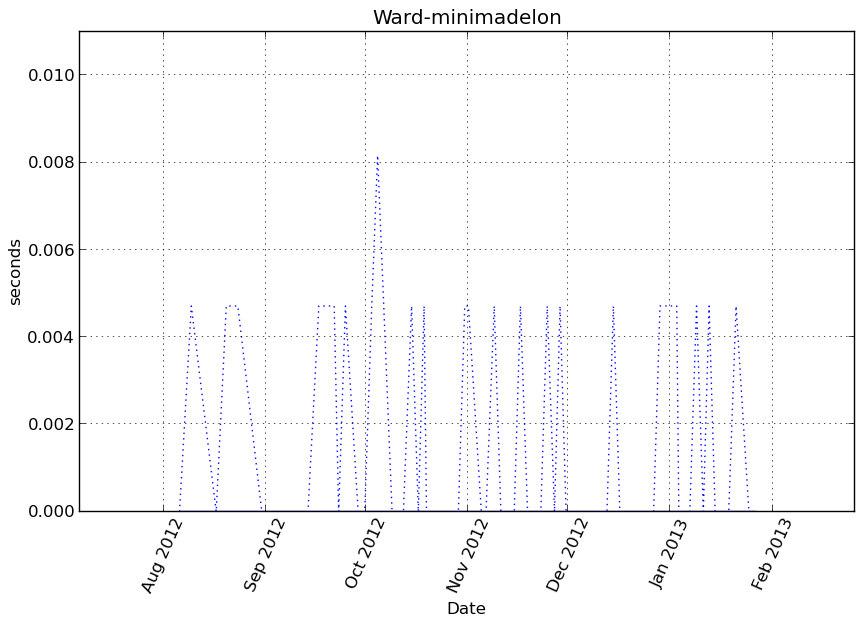 Ward-minimadelon
0.010
0.008
0.006
0.004
0.002
0.000
seconds
Aug 2012
Sep 2012
Oct 2012
Nov 2012
Dec 2012
Jan 2013
Feb 2013
Date